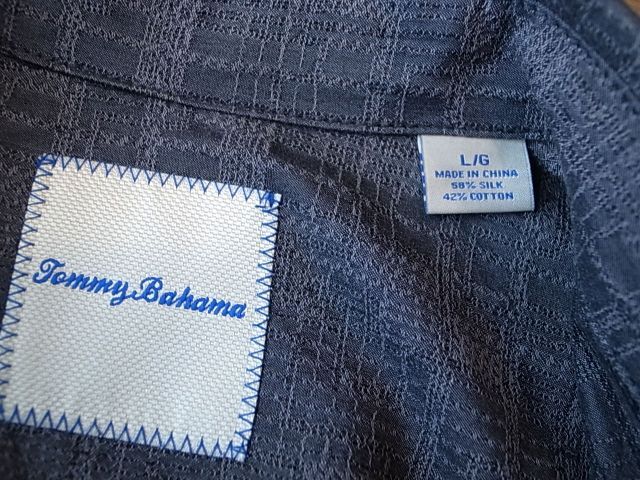 Tommy Bahama
L/G
MADE IN CHINA
58% SILK
42% COTTON